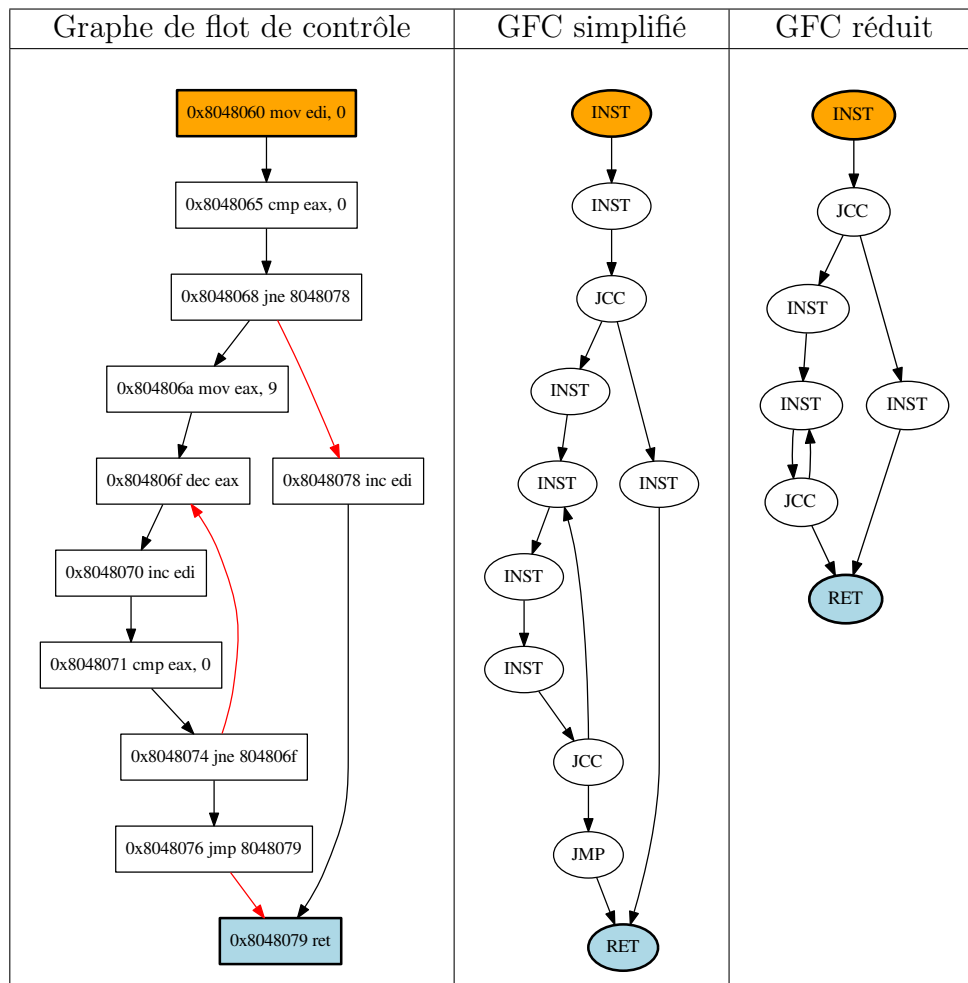 Graphe de flot de contrôle
GFC simplifié
GFC réduit
0x8048060 mov edi, 0
0x8048065 cmp eax, 0
0x8048068 jne 8048078
0x804806a mov eax, 9
0x804806f dec eax
0x8048078 inc edi
0x8048070 inc edi
0x8048071 cmp eax, 0
0x8048074 jne 804806f
0x8048076 jmp 8048079
0x8048079 ret
INST
INST
JCC
INST
INST
INST
INST
INST
JCC
JMP
RET
INST
JCC
INST
INST
INST
JCC
RET